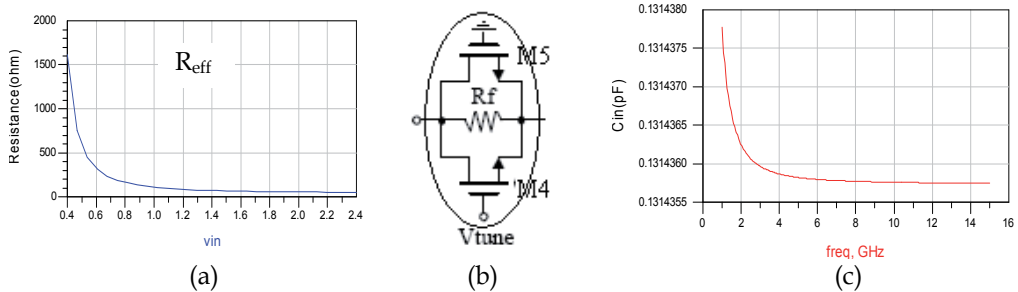 2000
1500
1000
500
0
Resistance(ohm)
R_eff
0.4 0.6 0.8 1.0 1.2 1.4 1.6 1.8 2.0 2.2 2.4
vin
(a)
M5
Rf
'M4
Vtune
(b)
0.1314380
0.1314375
0.1314370
0.1314365
0.1314360
0.1314355
Cin(pF)
0 2 4 6 8 10 12 14 16
freq, GHz
(c)